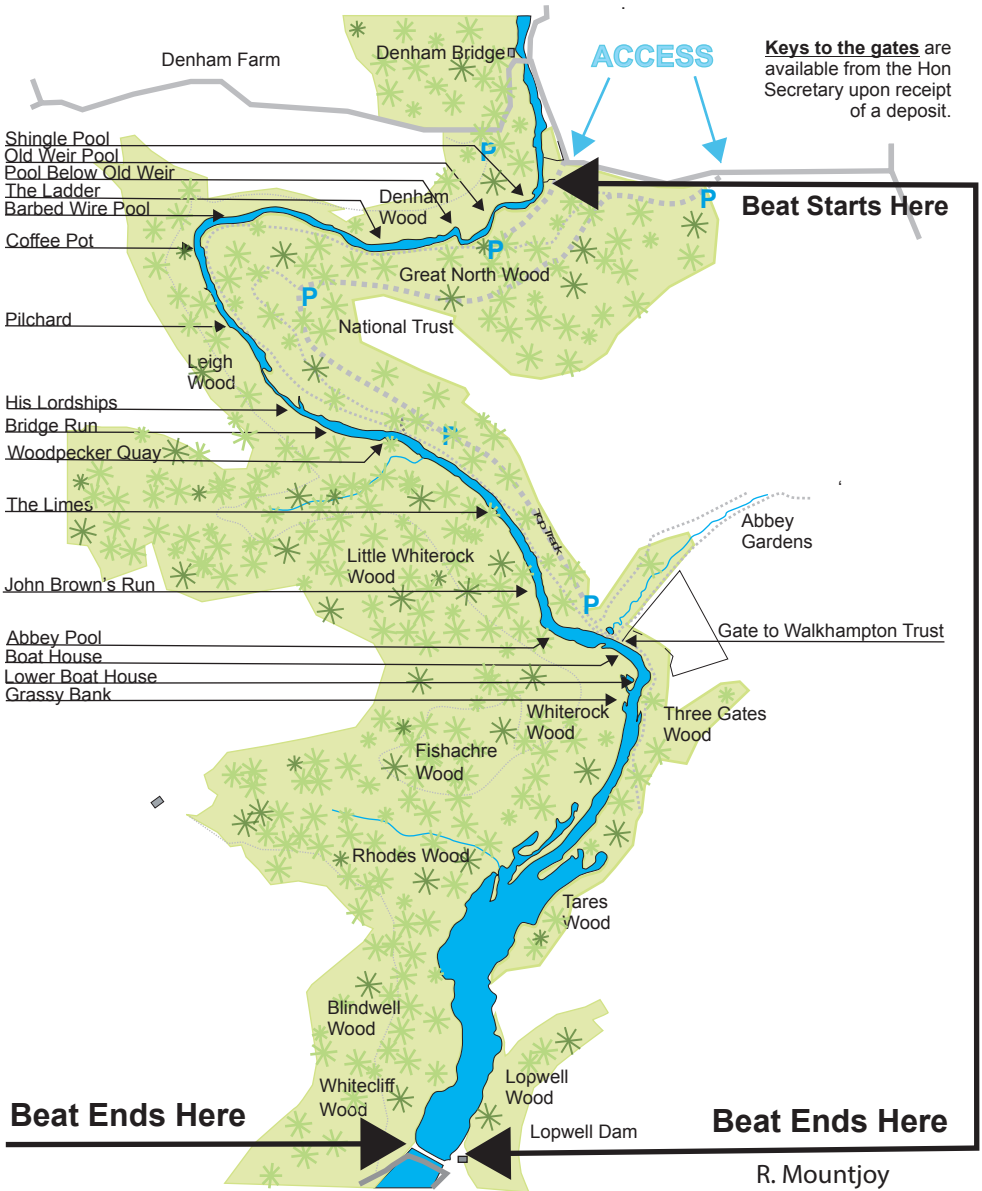 Denham Farm
Denham Bridge
ACCESS
Keys to the gates are
available from the Hon
Secretary upon receipt
of a deposit.
Shingle Pool
Old Weir Pool
Pool Below Old Weir
The Ladder
Barbed Wire Pool
Coffee Pot
P
Denham
Wood
P
Beat Starts Here
P
Great North Wood
P
National Trust
Pilchard
Leigh
Wood
His Lordships
Bridge Run
Woodpecker Quay
P
The Limes
Top Track
Abbey
Gardens
Little Whiterock
Wood
John Brown's Run
P
Abbey Pool
Boat House
Lower Boat House
Grassy Bank
Gate to Walkhampton Trust
Whiterock
Wood
Three Gates
Wood
Fishachre
Wood
Rhodes Wood
Tares
Wood
Blindwell
Wood
Whitecliff
Wood
Lopwell
Wood
Beat Ends Here
Beat Ends Here
Lopwell Dam
R. Mountjoy